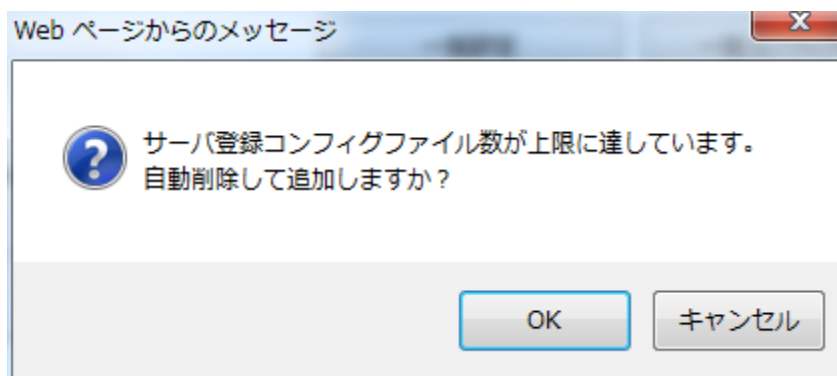 Web ページからのメッセージ
サーバ登録コンフィグファイル数が上限に達しています。
自動削除して追加しますか？
OK
キャンセル